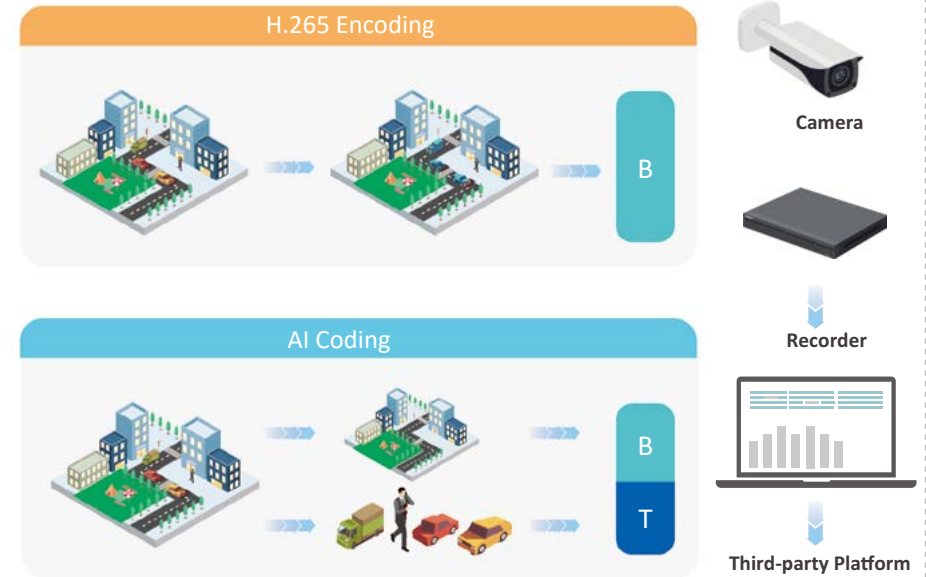 H.265 Encoding
B
Camera
Recorder
AI Coding
B
T
Third-party Platform